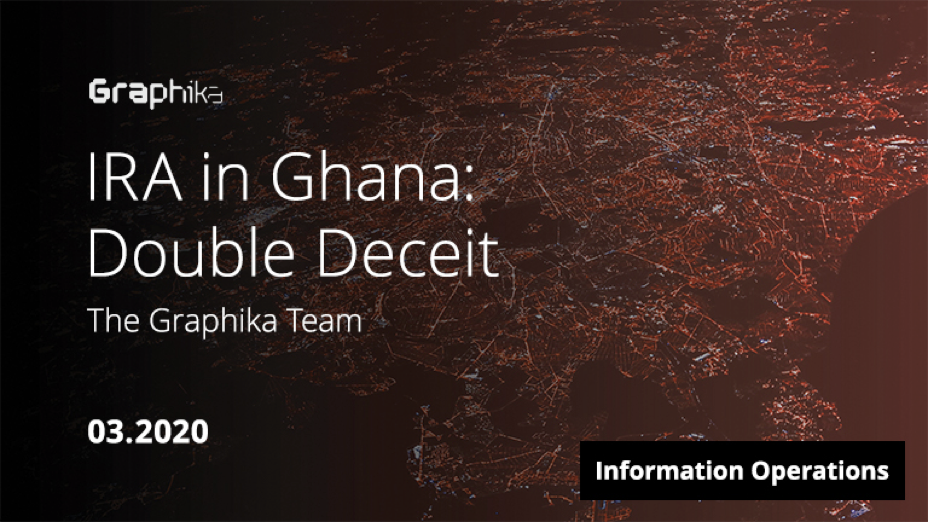 Graphika
IRA in Ghana:
Double Deceit
The Graphika Team
03.2020
Information Operations